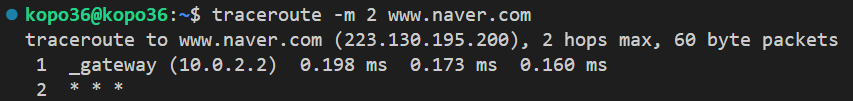 kopo36@kopo36:~$ traceroute -m 2 www.naver.com
traceroute to www.naver.com (223.130.195.200), 2 hops max, 60 byte packets
 1  _gateway (10.0.2.2)  0.198 ms  0.173 ms  0.160 ms
 2  * * *